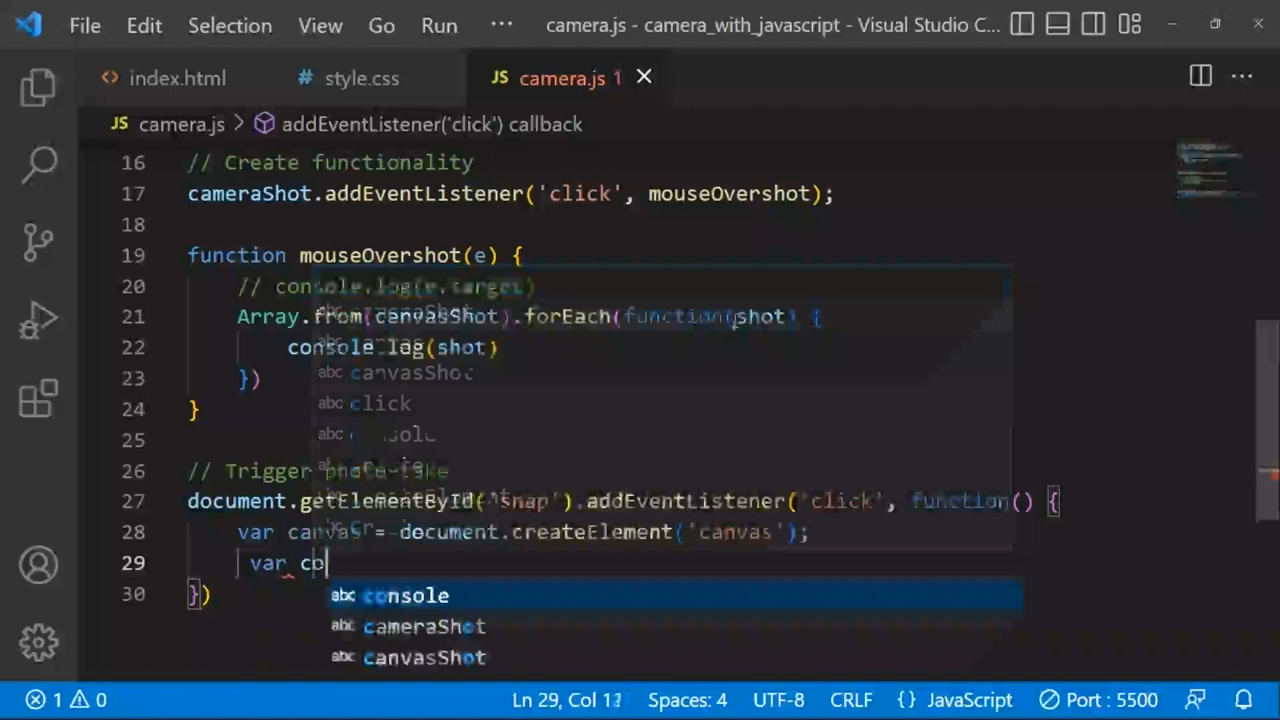 File Edit Selection View Go Run ··· camera.js - camera_with_javascript - Visual Studio C...
index.html style.css JS camera.js 1
JS camera.js > addEventListener('click') callback
16 // Create functionality
17 cameraShot.addEventListener('click', mouseOvershot);
18
19 function mouseOvershot(e) {
20 // console.log(e.target)
21 Array.from(cenvasShot).forEach(function(shot) {
22 console.log(shot)
abc canvasShot
23 })
abc click
24 }
25
26 // Trigger photo-take
27 document.getElementById('snap').addEventListener('click', function() {
28 var canvas = document.createElement('canvas');
29 var co
30 })
abc console
abc cameraShot
abc canvasShot
1 0 Ln 29, Col Spaces: 4 UTF-8 CRLF {} JavaScript Port : 5500